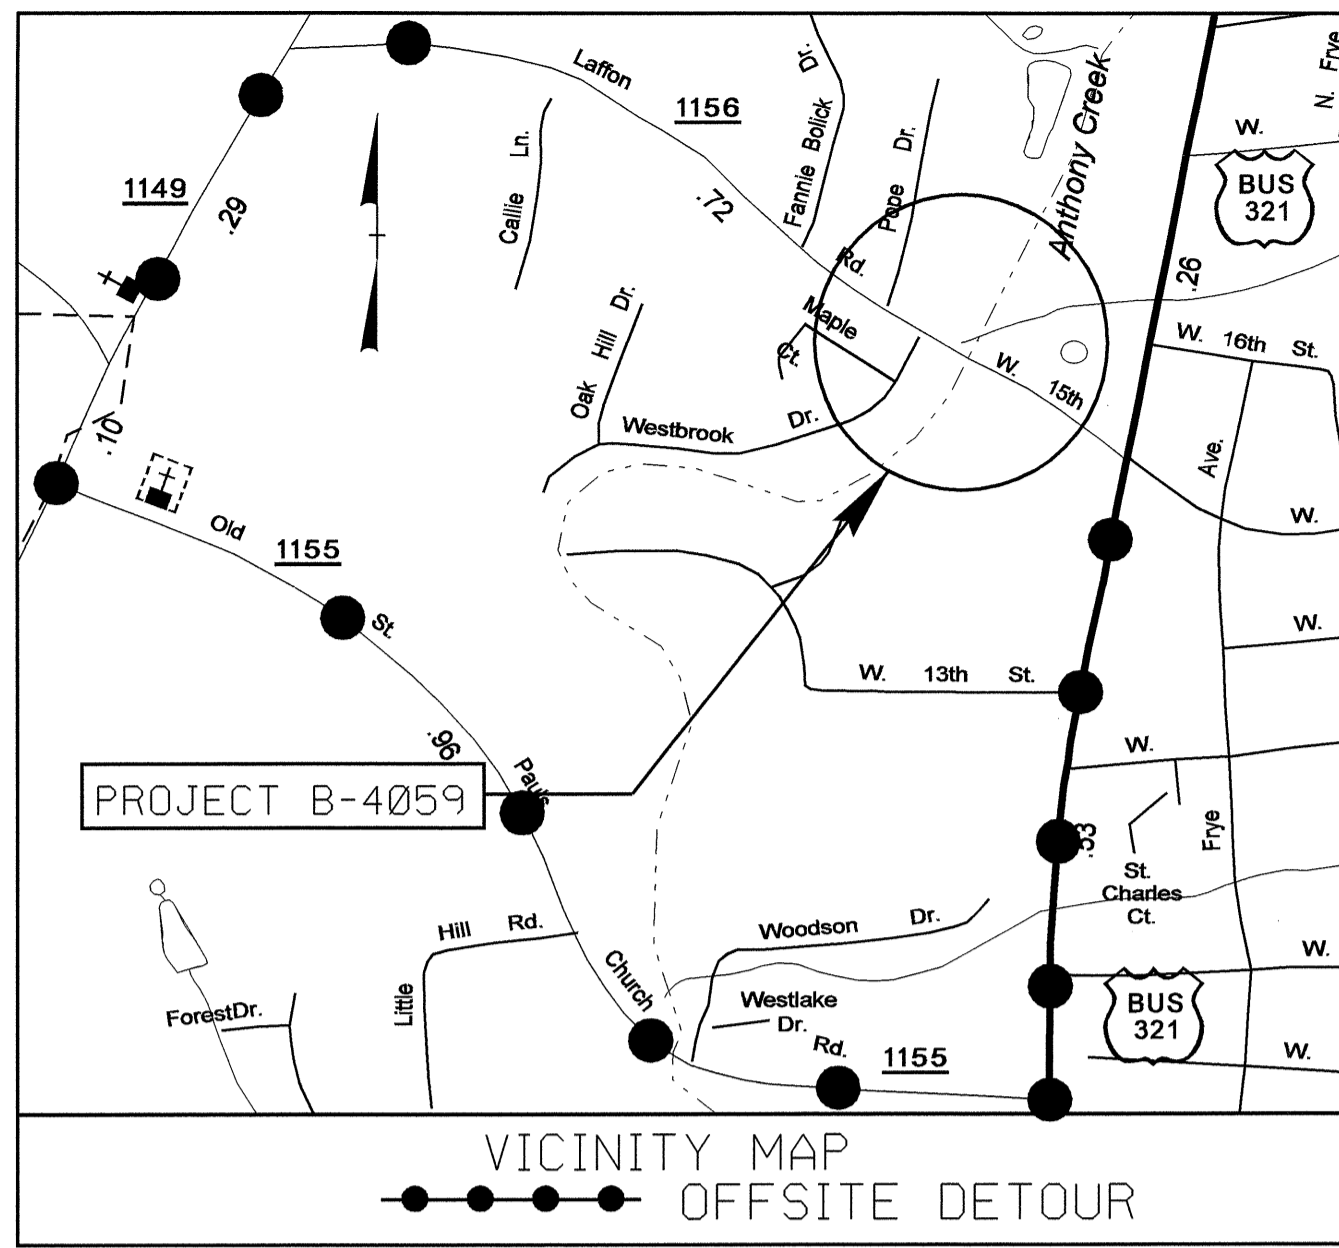 Laffon
1156
1149
.29
Callie Ln.
.72
Fannie Bolick Dr.
Pope Dr.
Anthony Creek
N. Frye
W.
BUS
321
.26
Rd.
Maple
Ct.
W. 15th
W. 16th St.
Oak Hill Dr.
Westbrook Dr.
.10
Ave.
W.
Old
1155
St.
W.
W. 13th St.
.96
Paul's
W.
PROJECT B-4059
.53
Frye
St.
Charles
Ct.
Hill Rd.
Woodson Dr.
Church
W.
Little
Westlake
Dr.
BUS
321
Forest Dr.
Rd.
1155
W.
VICINITY MAP
OFFSITE DETOUR